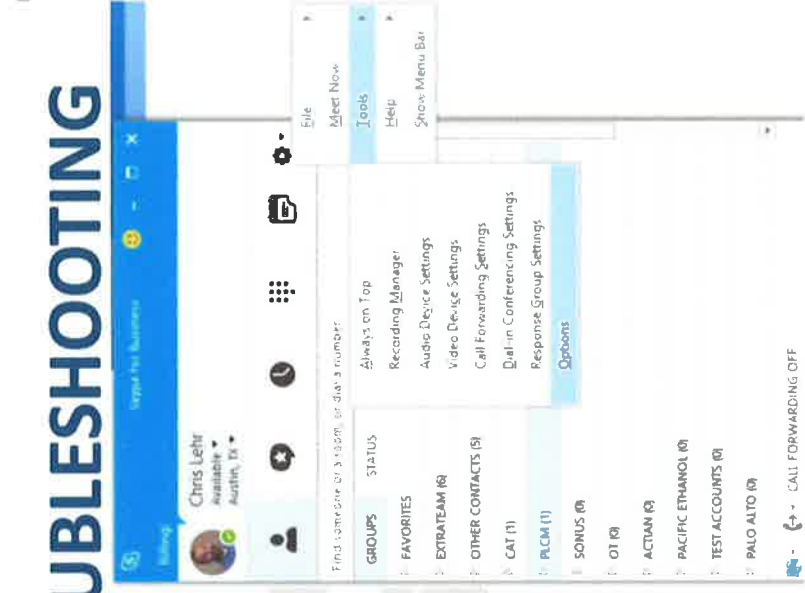 UBLESHOOTING
Skype for Business
Billings
Chris Lehr
Available
Austin, TX
Find someone or a room, or dial a number
GROUPS STATUS
FAVORITES
EXTRATEAM (6)
OTHER CONTACTS (5)
CAT (1)
PLCM (1)
SONUS (0)
OT (0)
ACTIAN (0)
PACIFIC ETHANOL (0)
TEST ACCOUNTS (0)
PALO ALTO (0)
CALL FORWARDING OFF
File
Meet Now
Tools
Help
Show Menu Bar
Always on Top
Recording Manager
Audio Device Settings
Video Device Settings
Call Forwarding Settings
Dial-in Conferencing Settings
Response Group Settings
Options